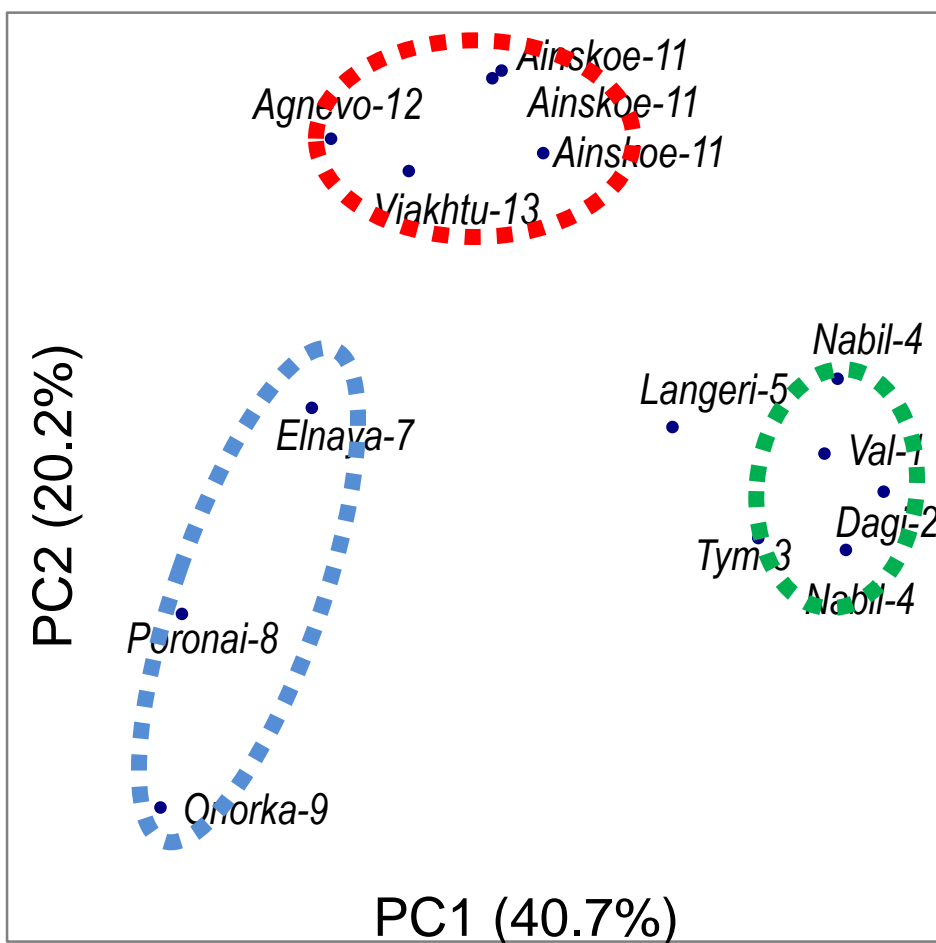 Ainskoe-11
Agnevo-12
Ainskoe-11
Ainskoe-11
Viakhtu-13
Nabil-4
Langeri-5
Elnaya-7
Val-1
Dagi-2
Tym-3
Nabil-4
Poronai-8
Onorka-9
PC2 (20.2%)
PC1 (40.7%)